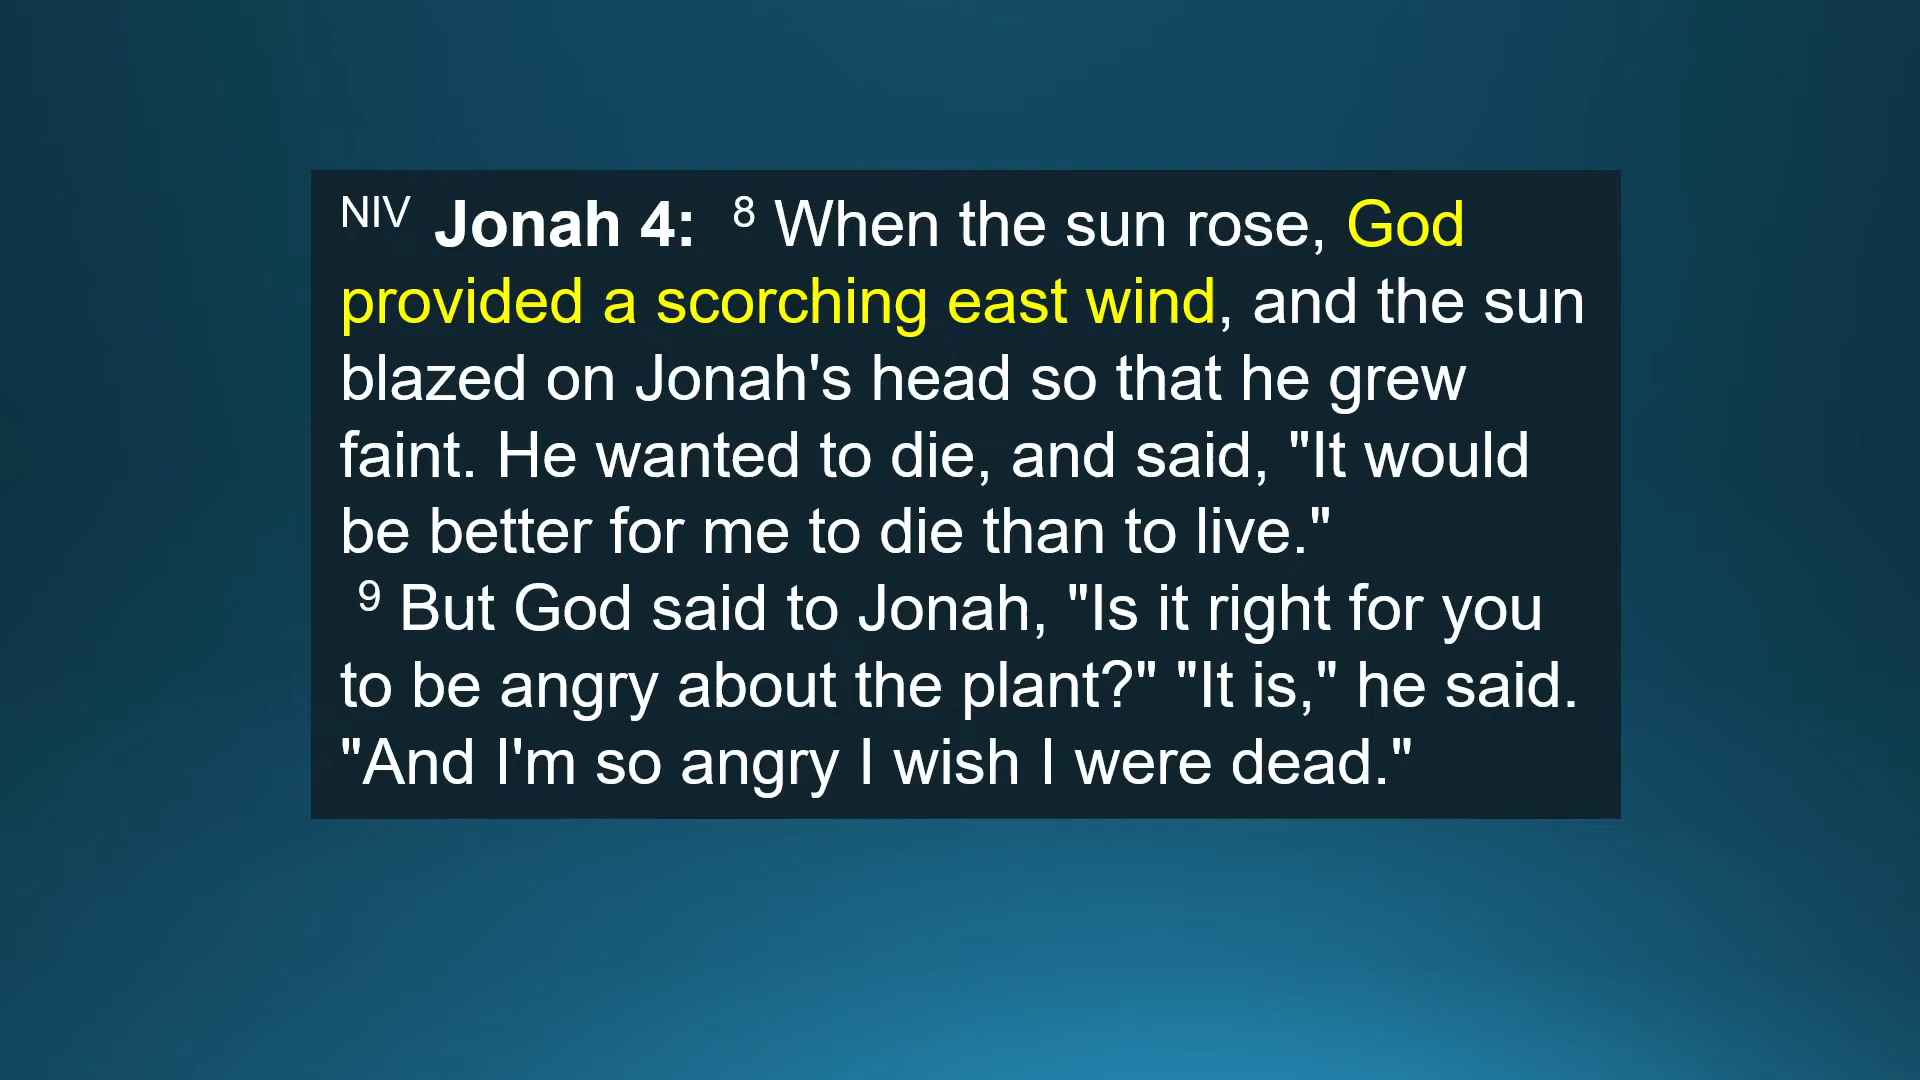 NIV Jonah 4: 8 When the sun rose, God
provided a scorching east wind, and the sun
blazed on Jonah's head so that he grew
faint. He wanted to die, and said, "It would
be better for me to die than to live."
9 But God said to Jonah, "Is it right for you
to be angry about the plant?" "It is," he said.
"And I'm so angry I wish I were dead."